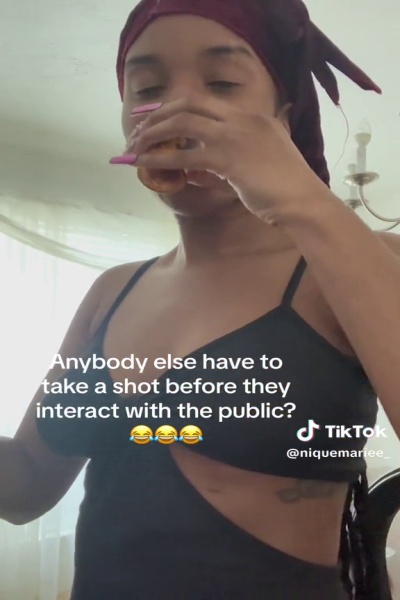 Anybody else have to
take a shot before they
interact with the public?
😂😂😂
TikTok
@niquemariee_